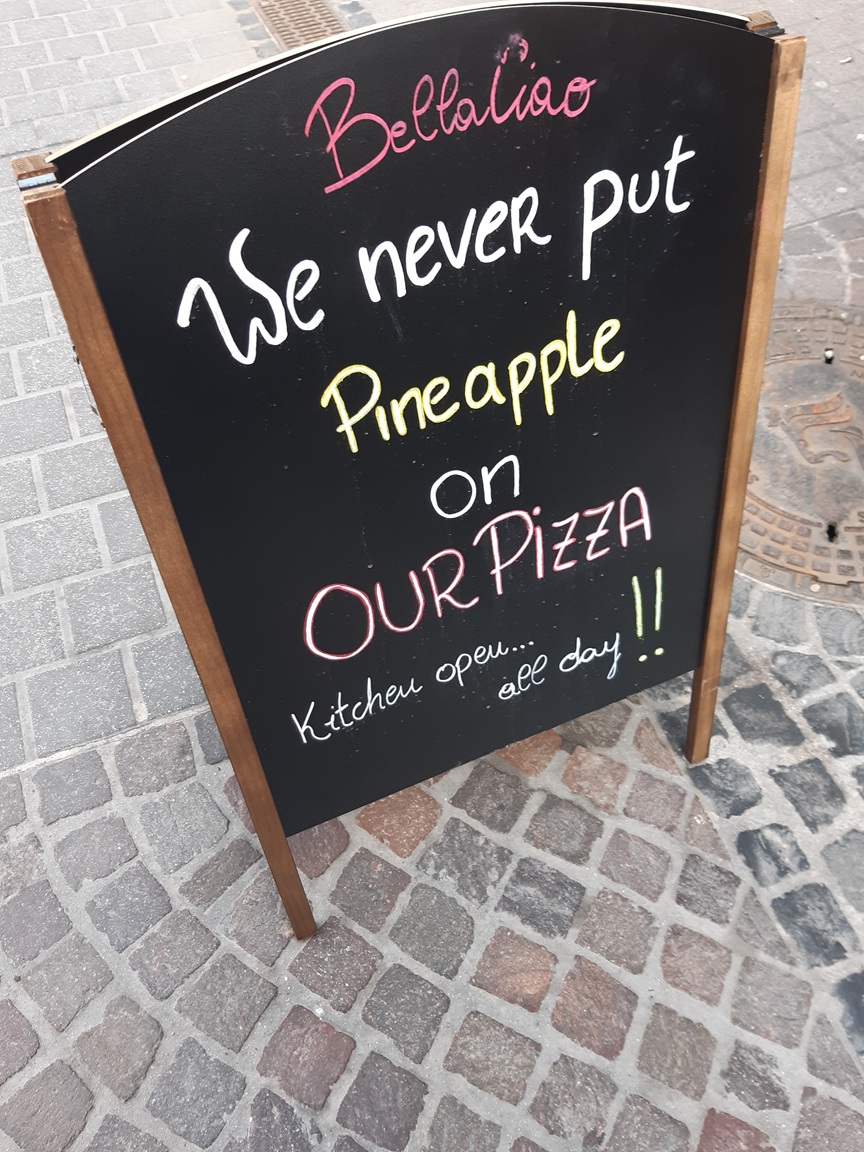 BellaCiao
We never put
Pineapple
on
OUR PIZZA
Kitchen open...
all day !!